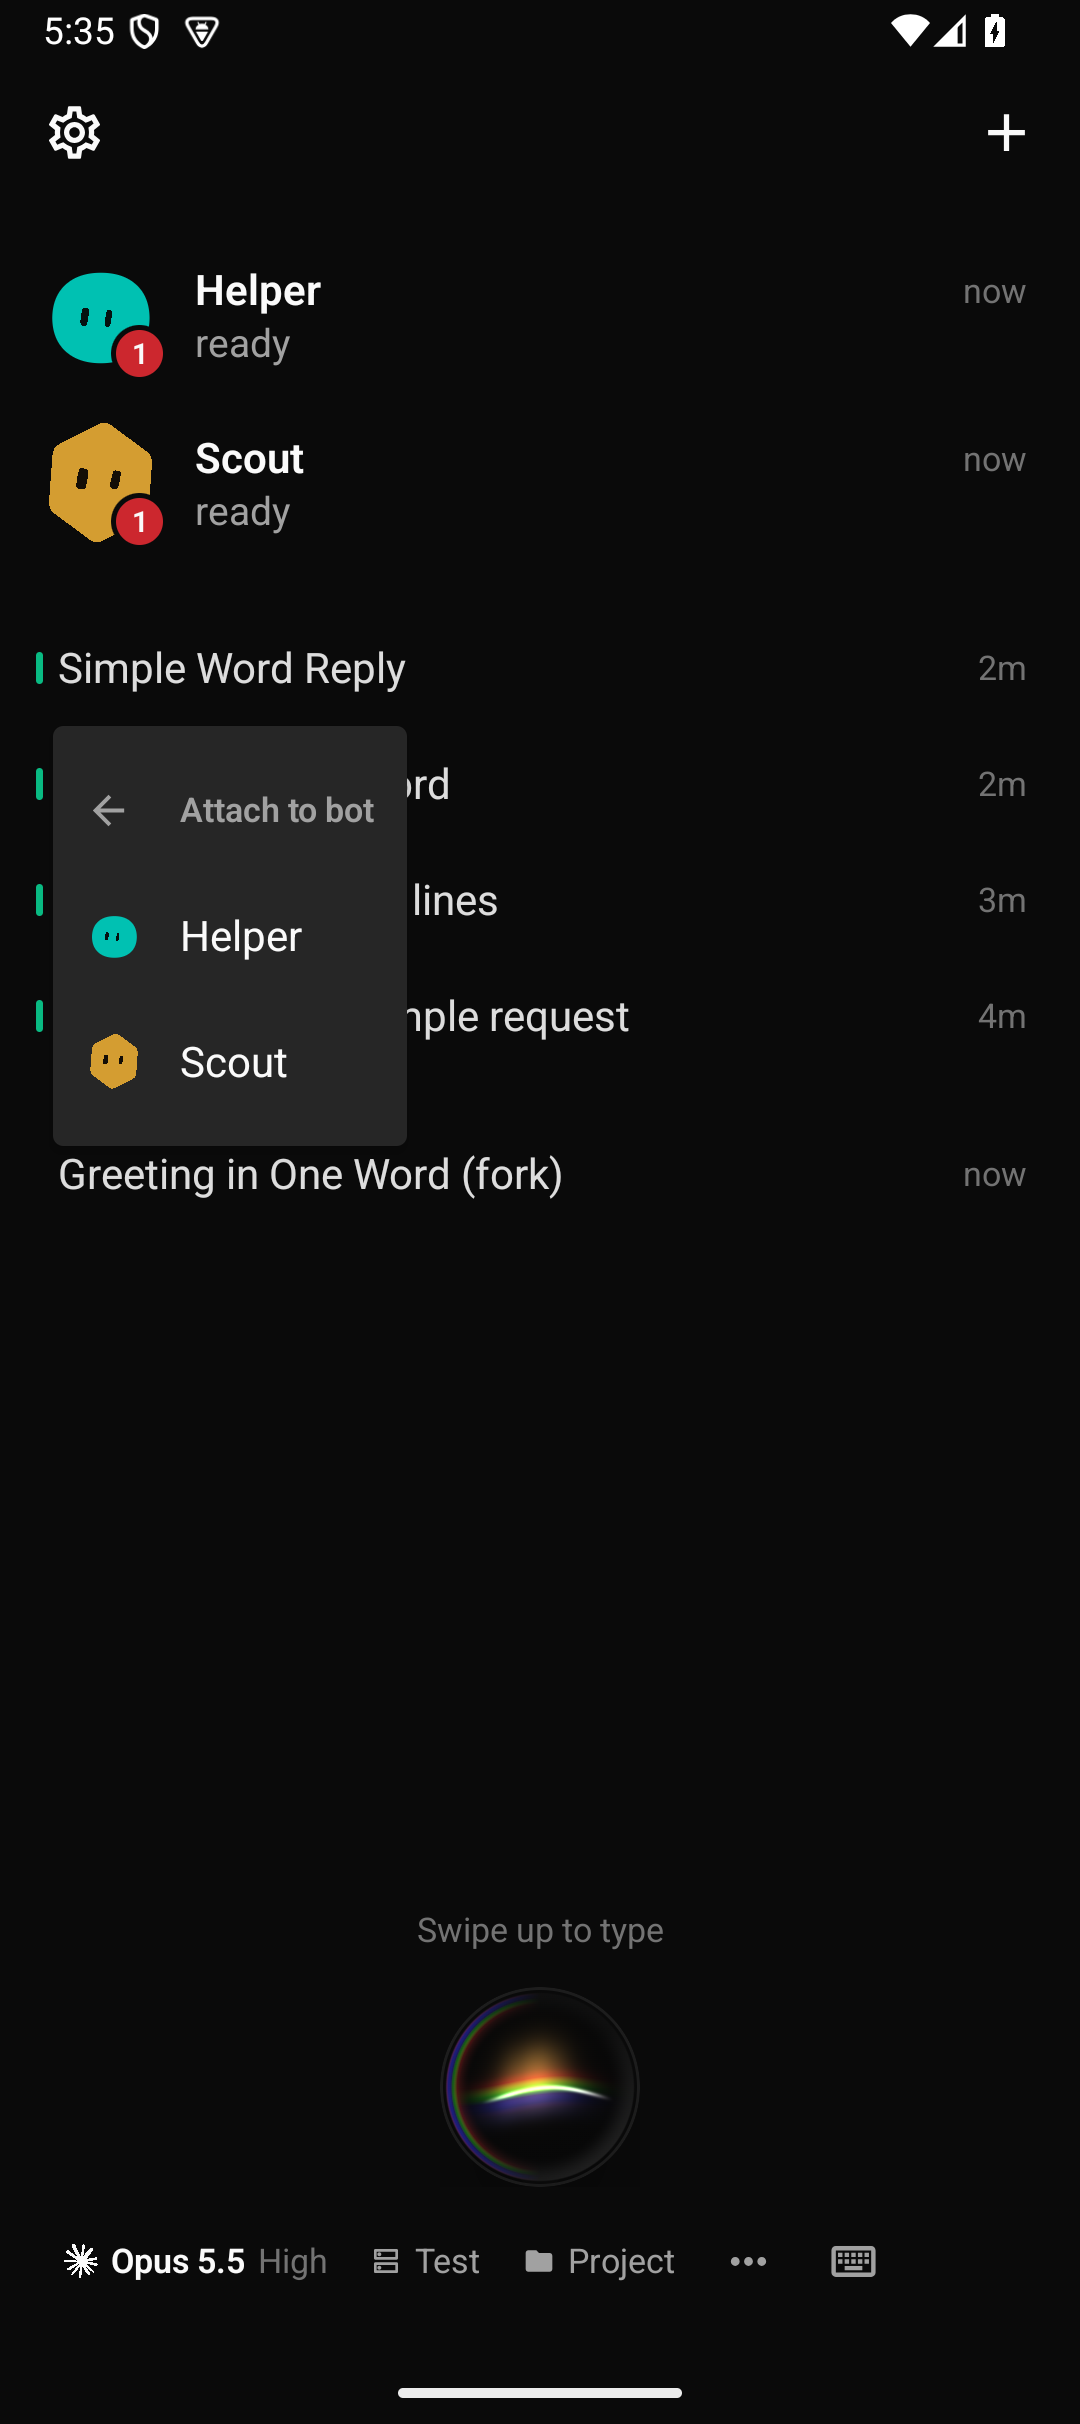 5:35
Helper
now
ready
1
Scout
now
ready
1
Simple Word Reply
2m
2m
Attach to bot
lines
3m
Helper
request
4m
Scout
Greeting in One Word (fork)
now
Swipe up to type
Opus 5.5 High
Test
Project